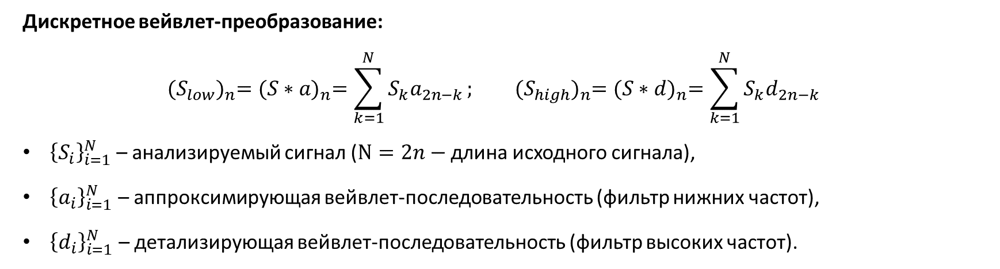 Дискретное вейвлет-преобразование:
$(S_{low})_n = (S * a)_n = \sum_{k=1}^{N} S_k a_{2n-k}$ ; $(S_{high})_n = (S * d)_n = \sum_{k=1}^{N} S_k d_{2n-k}$
• $\{S_i\}_{i=1}^{N}$ – анализируемый сигнал ($\mathrm{N} = 2n$ − длина исходного сигнала),
• $\{a_i\}_{i=1}^{N}$ – аппроксимирующая вейвлет-последовательность (фильтр нижних частот),
• $\{d_i\}_{i=1}^{N}$ – детализирующая вейвлет-последовательность (фильтр высоких частот).